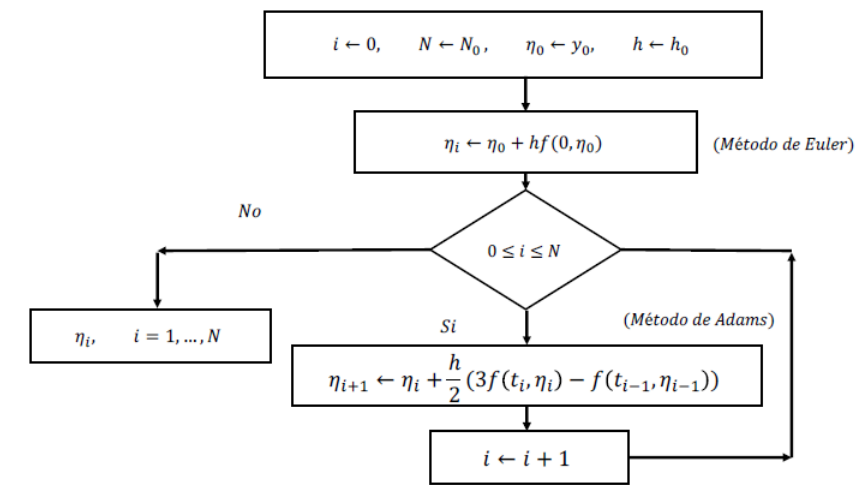 i ← 0, N ← N₀, η₀ ← y₀, h ← h₀
ηᵢ ← η₀ + hf(0, η₀)
(Método de Euler)
No
0 ≤ i ≤ N
Si
(Método de Adams)
ηᵢ, i = 1, … , N
ηᵢ₊₁ ← ηᵢ + h/2 (3f(tᵢ, ηᵢ) − f(tᵢ₋₁, ηᵢ₋₁))
i ← i + 1